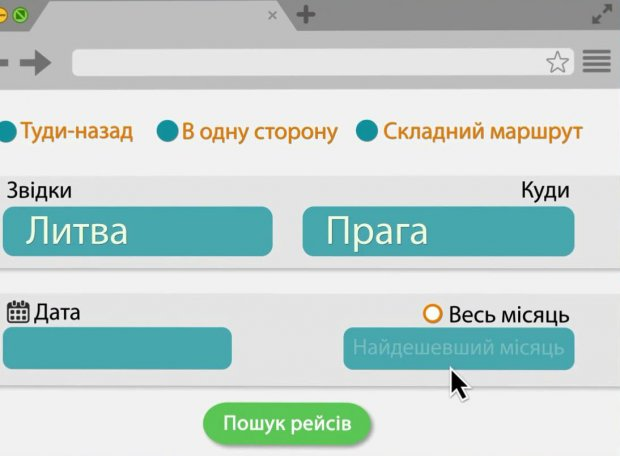 Туди-назад В одну сторону Складний маршрут
Звідки Куди
Литва Прага
Дата Весь місяць
Найдешевший місяць
Пошук рейсів